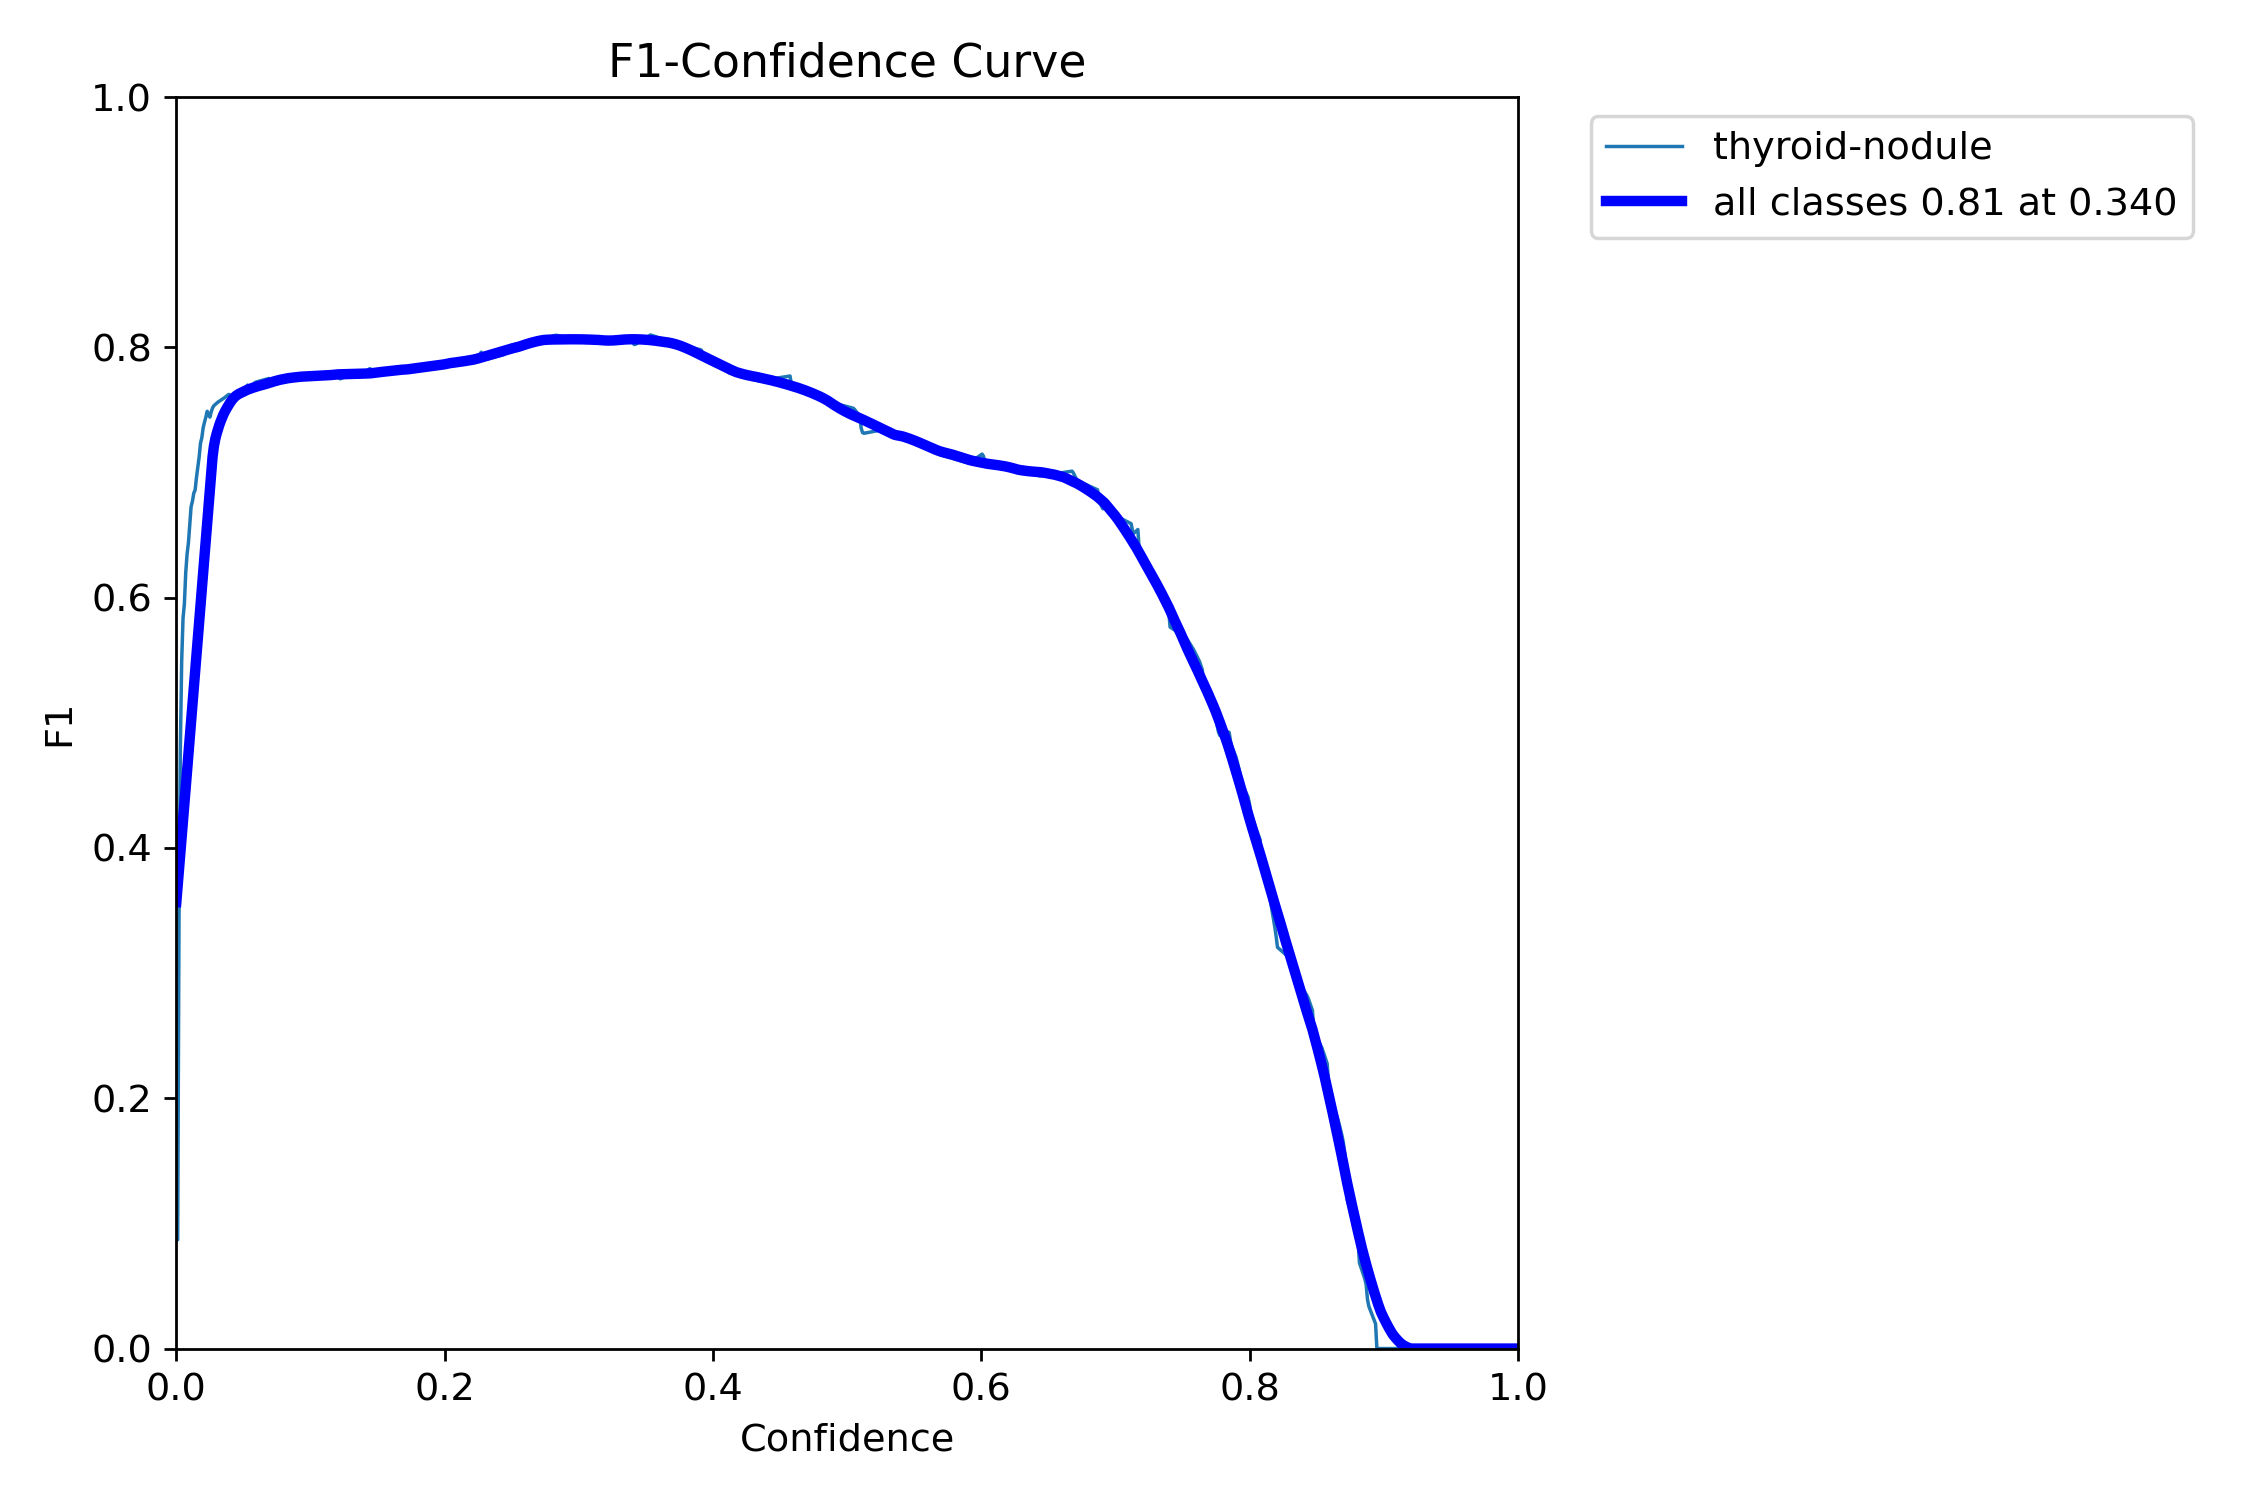 F1-Confidence Curve
1.0
0.8
0.6
0.4
0.2
0.0
F1
0.0 0.2 0.4 0.6 0.8 1.0
Confidence
thyroid-nodule
all classes 0.81 at 0.340